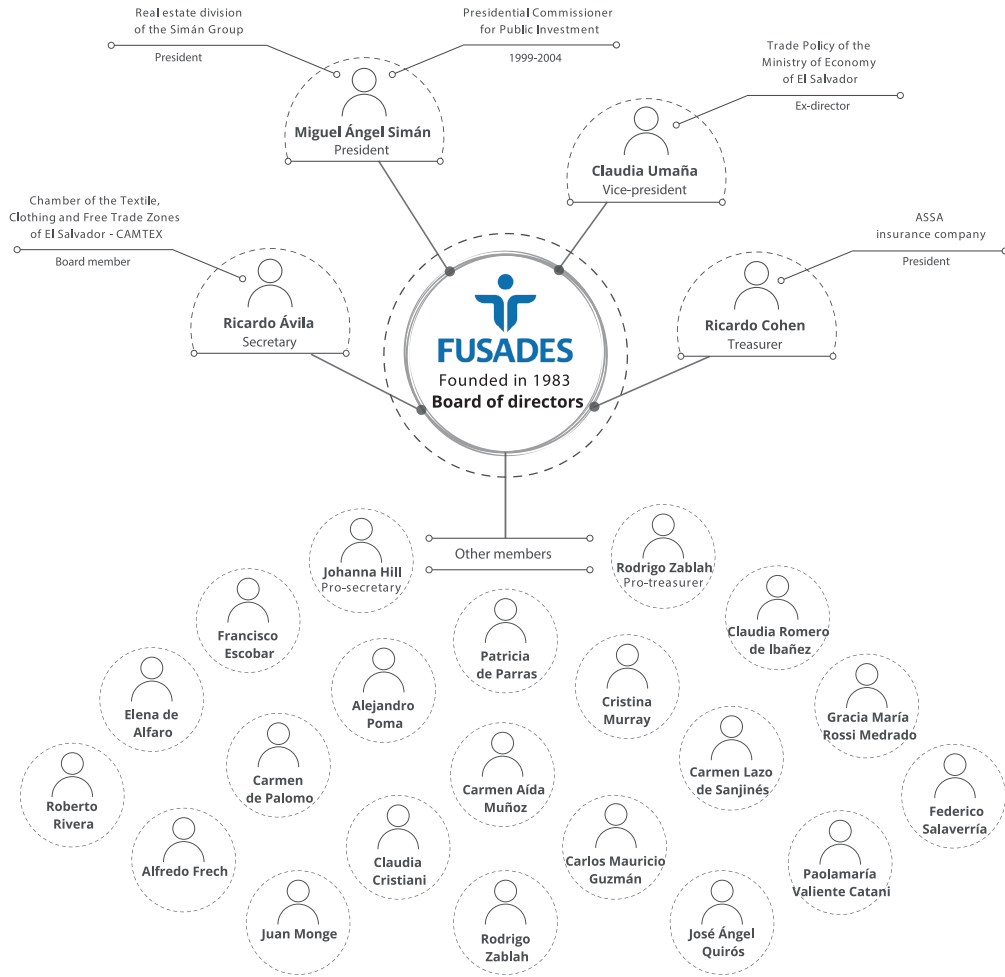 Real estate division
of the Simán Group
President
Presidential Commissioner
for Public Investment
1999-2004
Miguel Ángel Simán
President
Trade Policy of the
Ministry of Economy
of El Salvador
Ex-director
Claudia Umaña
Vice-president
Chamber of the Textile,
Clothing and Free Trade Zones
of El Salvador - CAMTEX
Board member
Ricardo Ávila
Secretary
ASSA
insurance company
President
Ricardo Cohen
Treasurer
FUSADES
Founded in 1983
Board of directors
Other members
Johanna Hill
Pro-secretary
Rodrigo Zablah
Pro-treasurer
Francisco
Escobar
Patricia
de Parras
Claudia Romero
de Ibañez
Elena de
Alfaro
Alejandro
Poma
Cristina
Murray
Gracia María
Rossi Medrado
Roberto
Rivera
Carmen
de Palomo
Carmen Aída
Muñoz
Carmen Lazo
de Sanjinés
Federico
Salaverría
Alfredo Frech
Claudia
Cristiani
Carlos Mauricio
Guzmán
Paolamaría
Valiente Catani
Juan Monge
Rodrigo
Zablah
José Ángel
Quirós